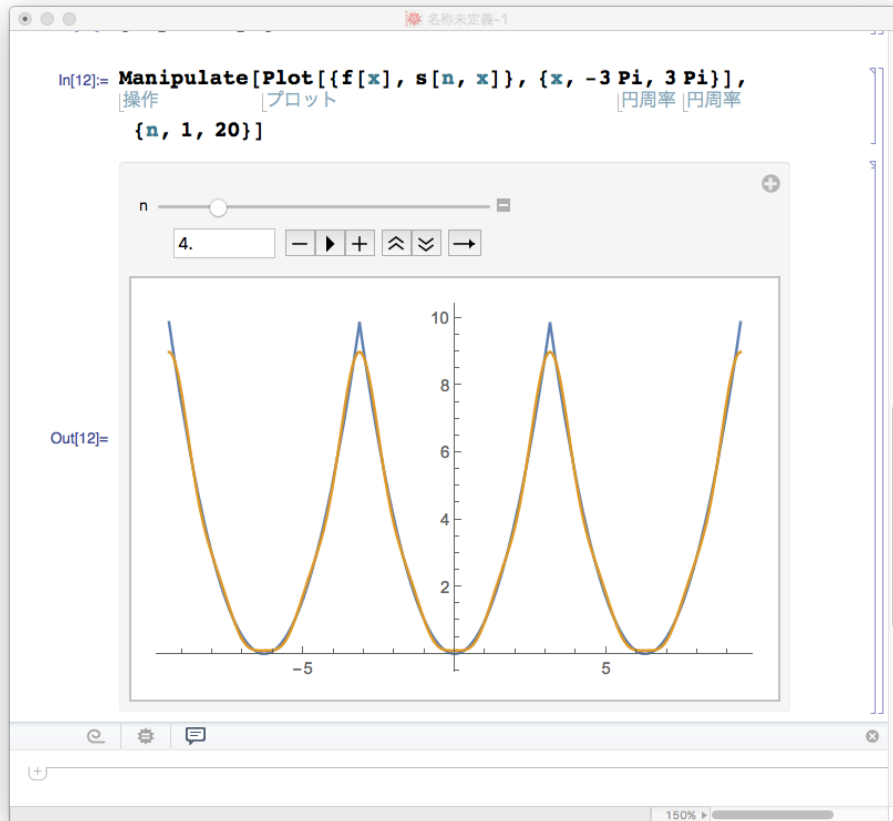 名称未定義-1
In[12]:= Manipulate[Plot[{f[x], s[n, x]}, {x, -3 Pi, 3 Pi}],
操作 プロット 円周率 円周率
{n, 1, 20}]
n
4.
Out[12]=
10
8
6
4
2
-5 5
150%